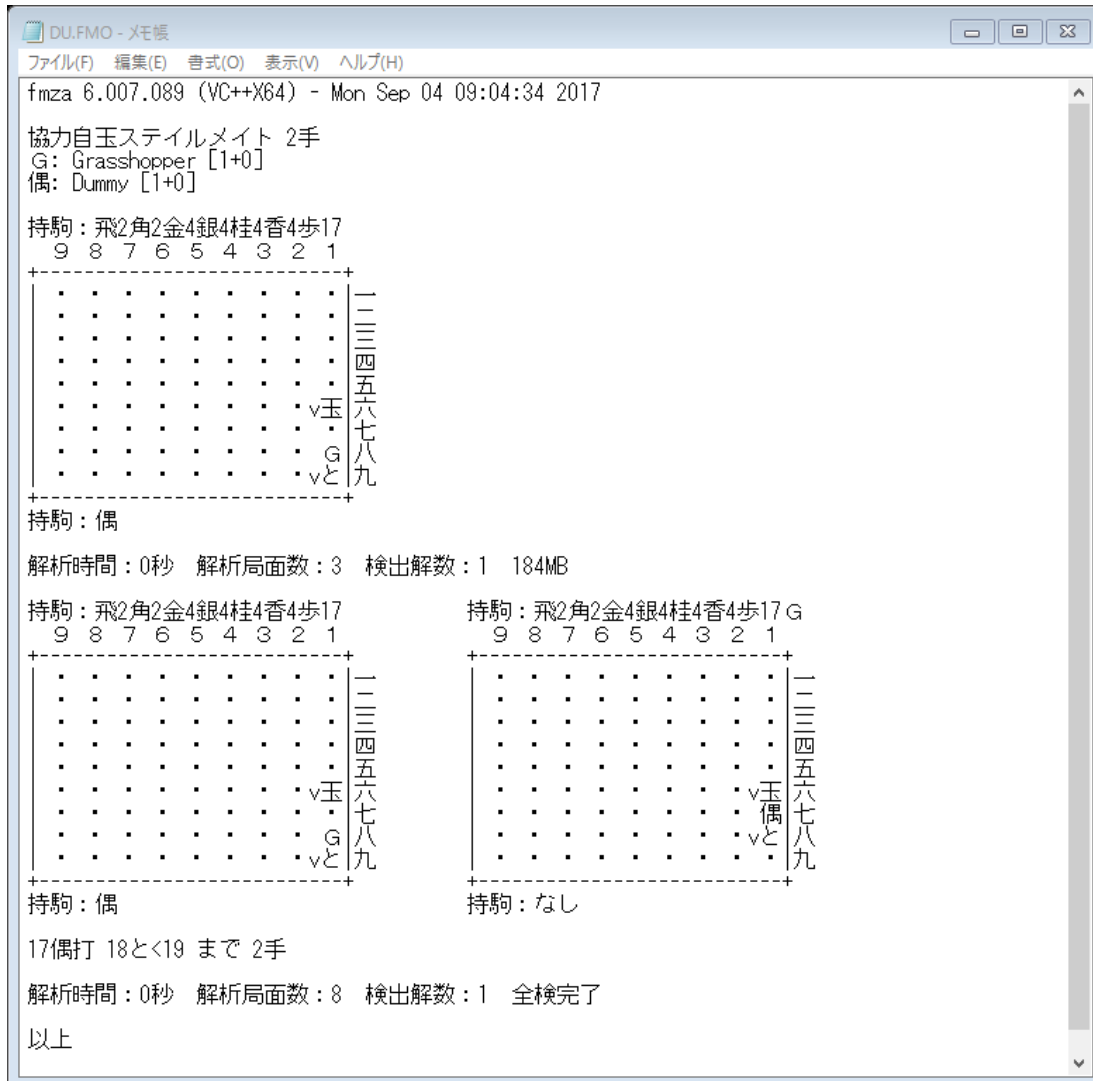 DU.FMO - メモ帳
ファイル(F) 編集(E) 書式(O) 表示(V) ヘルプ(H)
fmza 6.007.089 (VC++X64) - Mon Sep 04 09:04:34 2017
協力自玉ステイルメイト 2手
G: Grasshopper [1+0]
偶: Dummy [1+0]
持駒：飛2角2金4銀4桂4香4歩17
9 8 7 6 5 4 3 2 1
+---------------------------+
| ・ ・ ・ ・ ・ ・ ・ ・ ・|一
| ・ ・ ・ ・ ・ ・ ・ ・ ・|二
| ・ ・ ・ ・ ・ ・ ・ ・ ・|三
| ・ ・ ・ ・ ・ ・ ・ ・ ・|四
| ・ ・ ・ ・ ・ ・ ・ ・ ・|五
| ・ ・ ・ ・ ・ ・ ・ ・v玉|六
| ・ ・ ・ ・ ・ ・ ・ ・ ・|七
| ・ ・ ・ ・ ・ ・ ・ ・ G|八
| ・ ・ ・ ・ ・ ・ ・ ・vと|九
+---------------------------+
持駒：偶
解析時間：0秒 解析局面数：3 検出解数：1 184MB
持駒：飛2角2金4銀4桂4香4歩17 持駒：飛2角2金4銀4桂4香4歩17G
9 8 7 6 5 4 3 2 1 9 8 7 6 5 4 3 2 1
+---------------------------+ +---------------------------+
| ・ ・ ・ ・ ・ ・ ・ ・ ・|一 | ・ ・ ・ ・ ・ ・ ・ ・ ・|一
| ・ ・ ・ ・ ・ ・ ・ ・ ・|二 | ・ ・ ・ ・ ・ ・ ・ ・ ・|二
| ・ ・ ・ ・ ・ ・ ・ ・ ・|三 | ・ ・ ・ ・ ・ ・ ・ ・ ・|三
| ・ ・ ・ ・ ・ ・ ・ ・ ・|四 | ・ ・ ・ ・ ・ ・ ・ ・ ・|四
| ・ ・ ・ ・ ・ ・ ・ ・ ・|五 | ・ ・ ・ ・ ・ ・ ・ ・ ・|五
| ・ ・ ・ ・ ・ ・ ・ ・v玉|六 | ・ ・ ・ ・ ・ ・ ・ ・v玉|六
| ・ ・ ・ ・ ・ ・ ・ ・ ・|七 | ・ ・ ・ ・ ・ ・ ・ ・ 偶|七
| ・ ・ ・ ・ ・ ・ ・ ・ G|八 | ・ ・ ・ ・ ・ ・ ・ ・vと|八
| ・ ・ ・ ・ ・ ・ ・ ・vと|九 | ・ ・ ・ ・ ・ ・ ・ ・ ・|九
+---------------------------+ +---------------------------+
持駒：偶 持駒：なし
17偶打 18と<19 まで 2手
解析時間：0秒 解析局面数：8 検出解数：1 全検完了
以上